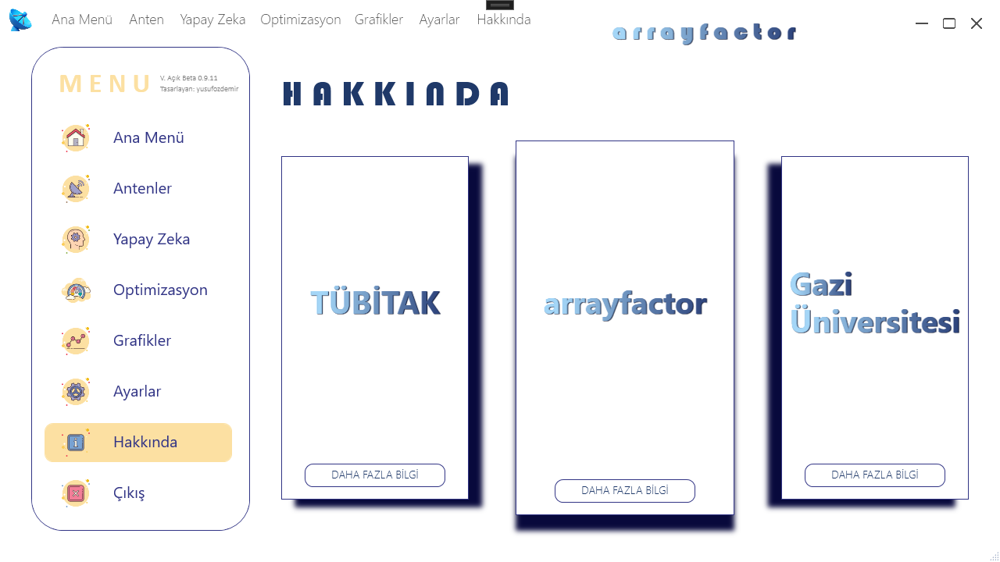 Ana Menü Anten Yapay Zeka Optimizasyon Grafikler Ayarlar Hakkında
arrayfactor
MENU
V. Açık Beta 0.9.11
Tasarlayan: yusufozdemir
Ana Menü
Antenler
Yapay Zeka
Optimizasyon
Grafikler
Ayarlar
Hakkında
Çıkış
HAKKINDA
TÜBİTAK
DAHA FAZLA BİLGİ
arrayfactor
DAHA FAZLA BİLGİ
Gazi
Üniversitesi
DAHA FAZLA BİLGİ